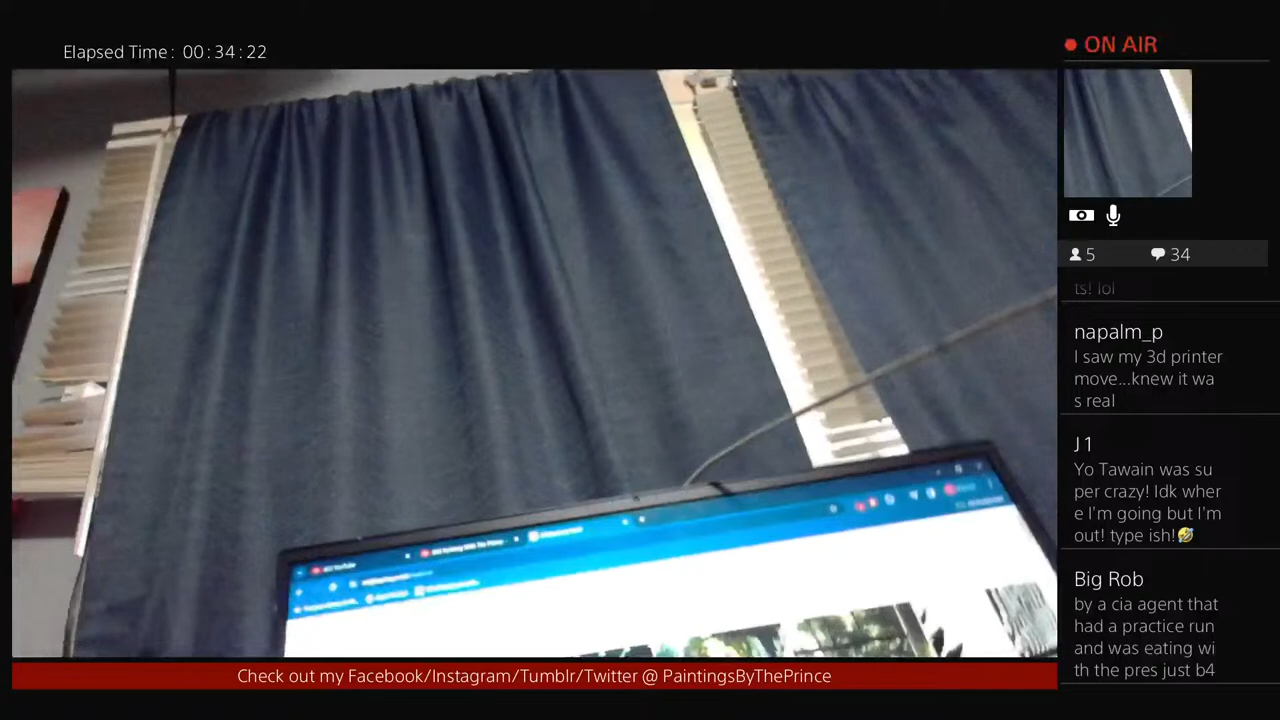 Elapsed Time: 00:34:22
ON AIR
5 34
ts! lol
napalm_p
I saw my 3d printer
move...knew it wa
s real
J 1
Yo Tawain was su
per crazy! Idk wher
e I'm going but I'm
out! type ish!🤣
Big Rob
by a cia agent that
had a practice run
and was eating wi
th the pres just b4
Check out my Facebook/Instagram/Tumblr/Twitter @ PaintingsByThePrince